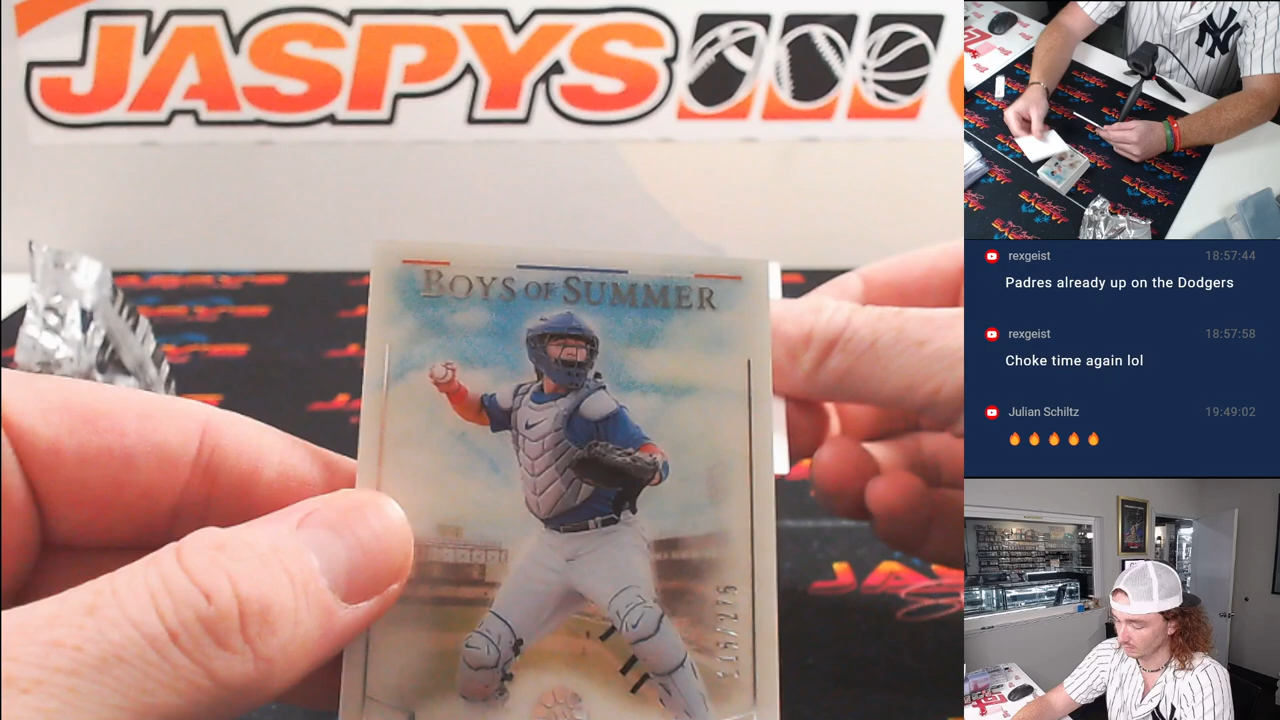 JASPYS
BOYS OF SUMMER
rexgeist 18:57:44
Padres already up on the Dodgers
rexgeist 18:57:58
Choke time again lol
Julian Schiltz 19:49:02